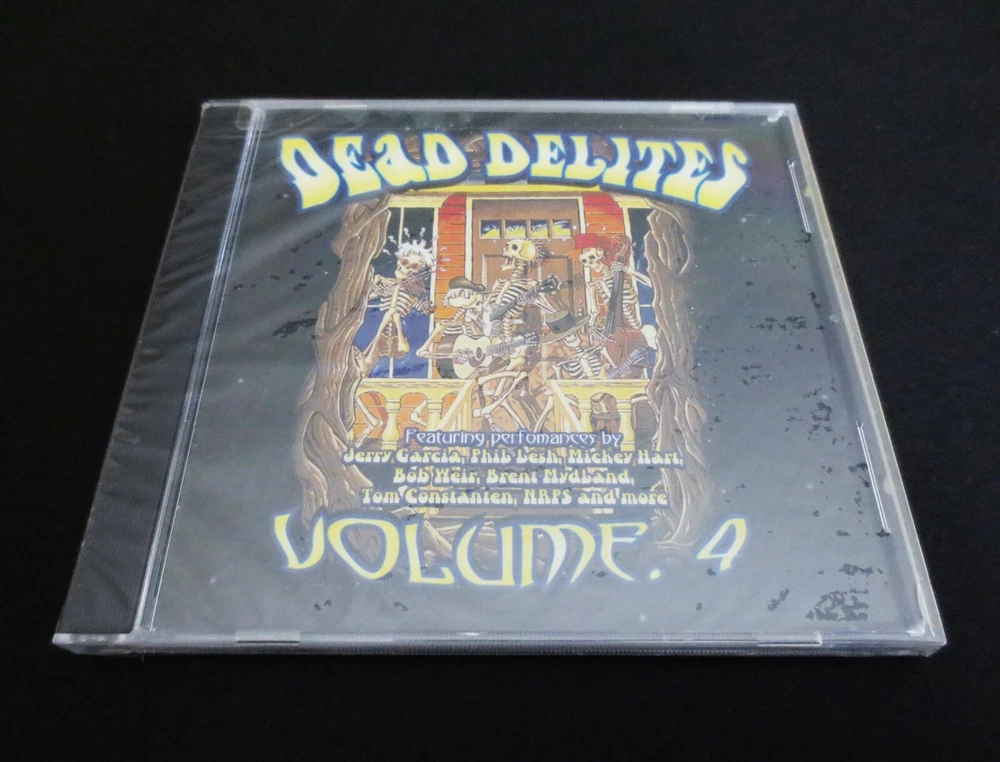 DEAD DELITES
Featuring perfomances by
Jerry Garcia, Phil Lesh, Mickey Hart,
Bob Weir, Brent Mydland,
Tom Constanten, NRPS and more
VOLUME. 4